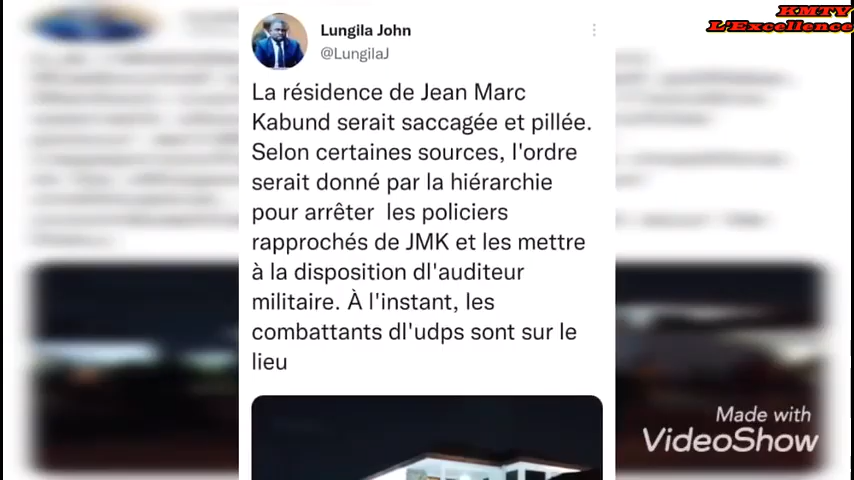 KMTV
L'Excellence
Lungila John
@LungilaJ
La résidence de Jean Marc
Kabund serait saccagée et pillée.
Selon certaines sources, l'ordre
serait donné par la hiérarchie
pour arrêter les policiers
rapprochés de JMK et les mettre
à la disposition dl'auditeur
militaire. À l'instant, les
combattants dl'udps sont sur le
lieu
Made with
VideoShow